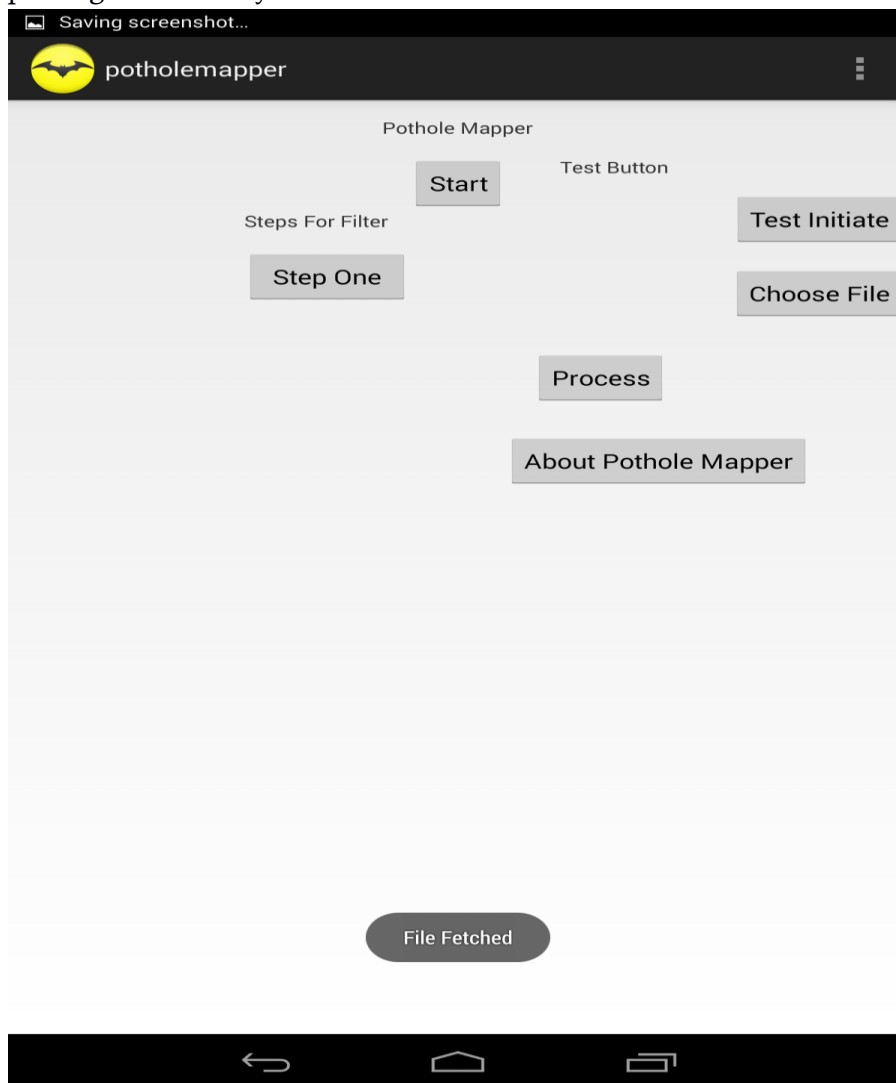 Saving screenshot...
potholemapper
Pothole Mapper
Start
Test Button
Steps For Filter
Test Initiate
Step One
Choose File
Process
About Pothole Mapper
File Fetched